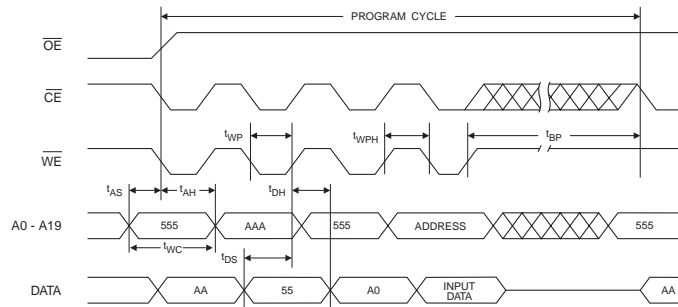 PROGRAM CYCLE
OE
CE
tWP
tWPH
tBP
WE
tAS
tAH
tDH
A0 - A19
555
AAA
555
ADDRESS
555
tWC
tDS
DATA
AA
55
A0
INPUT
DATA
AA